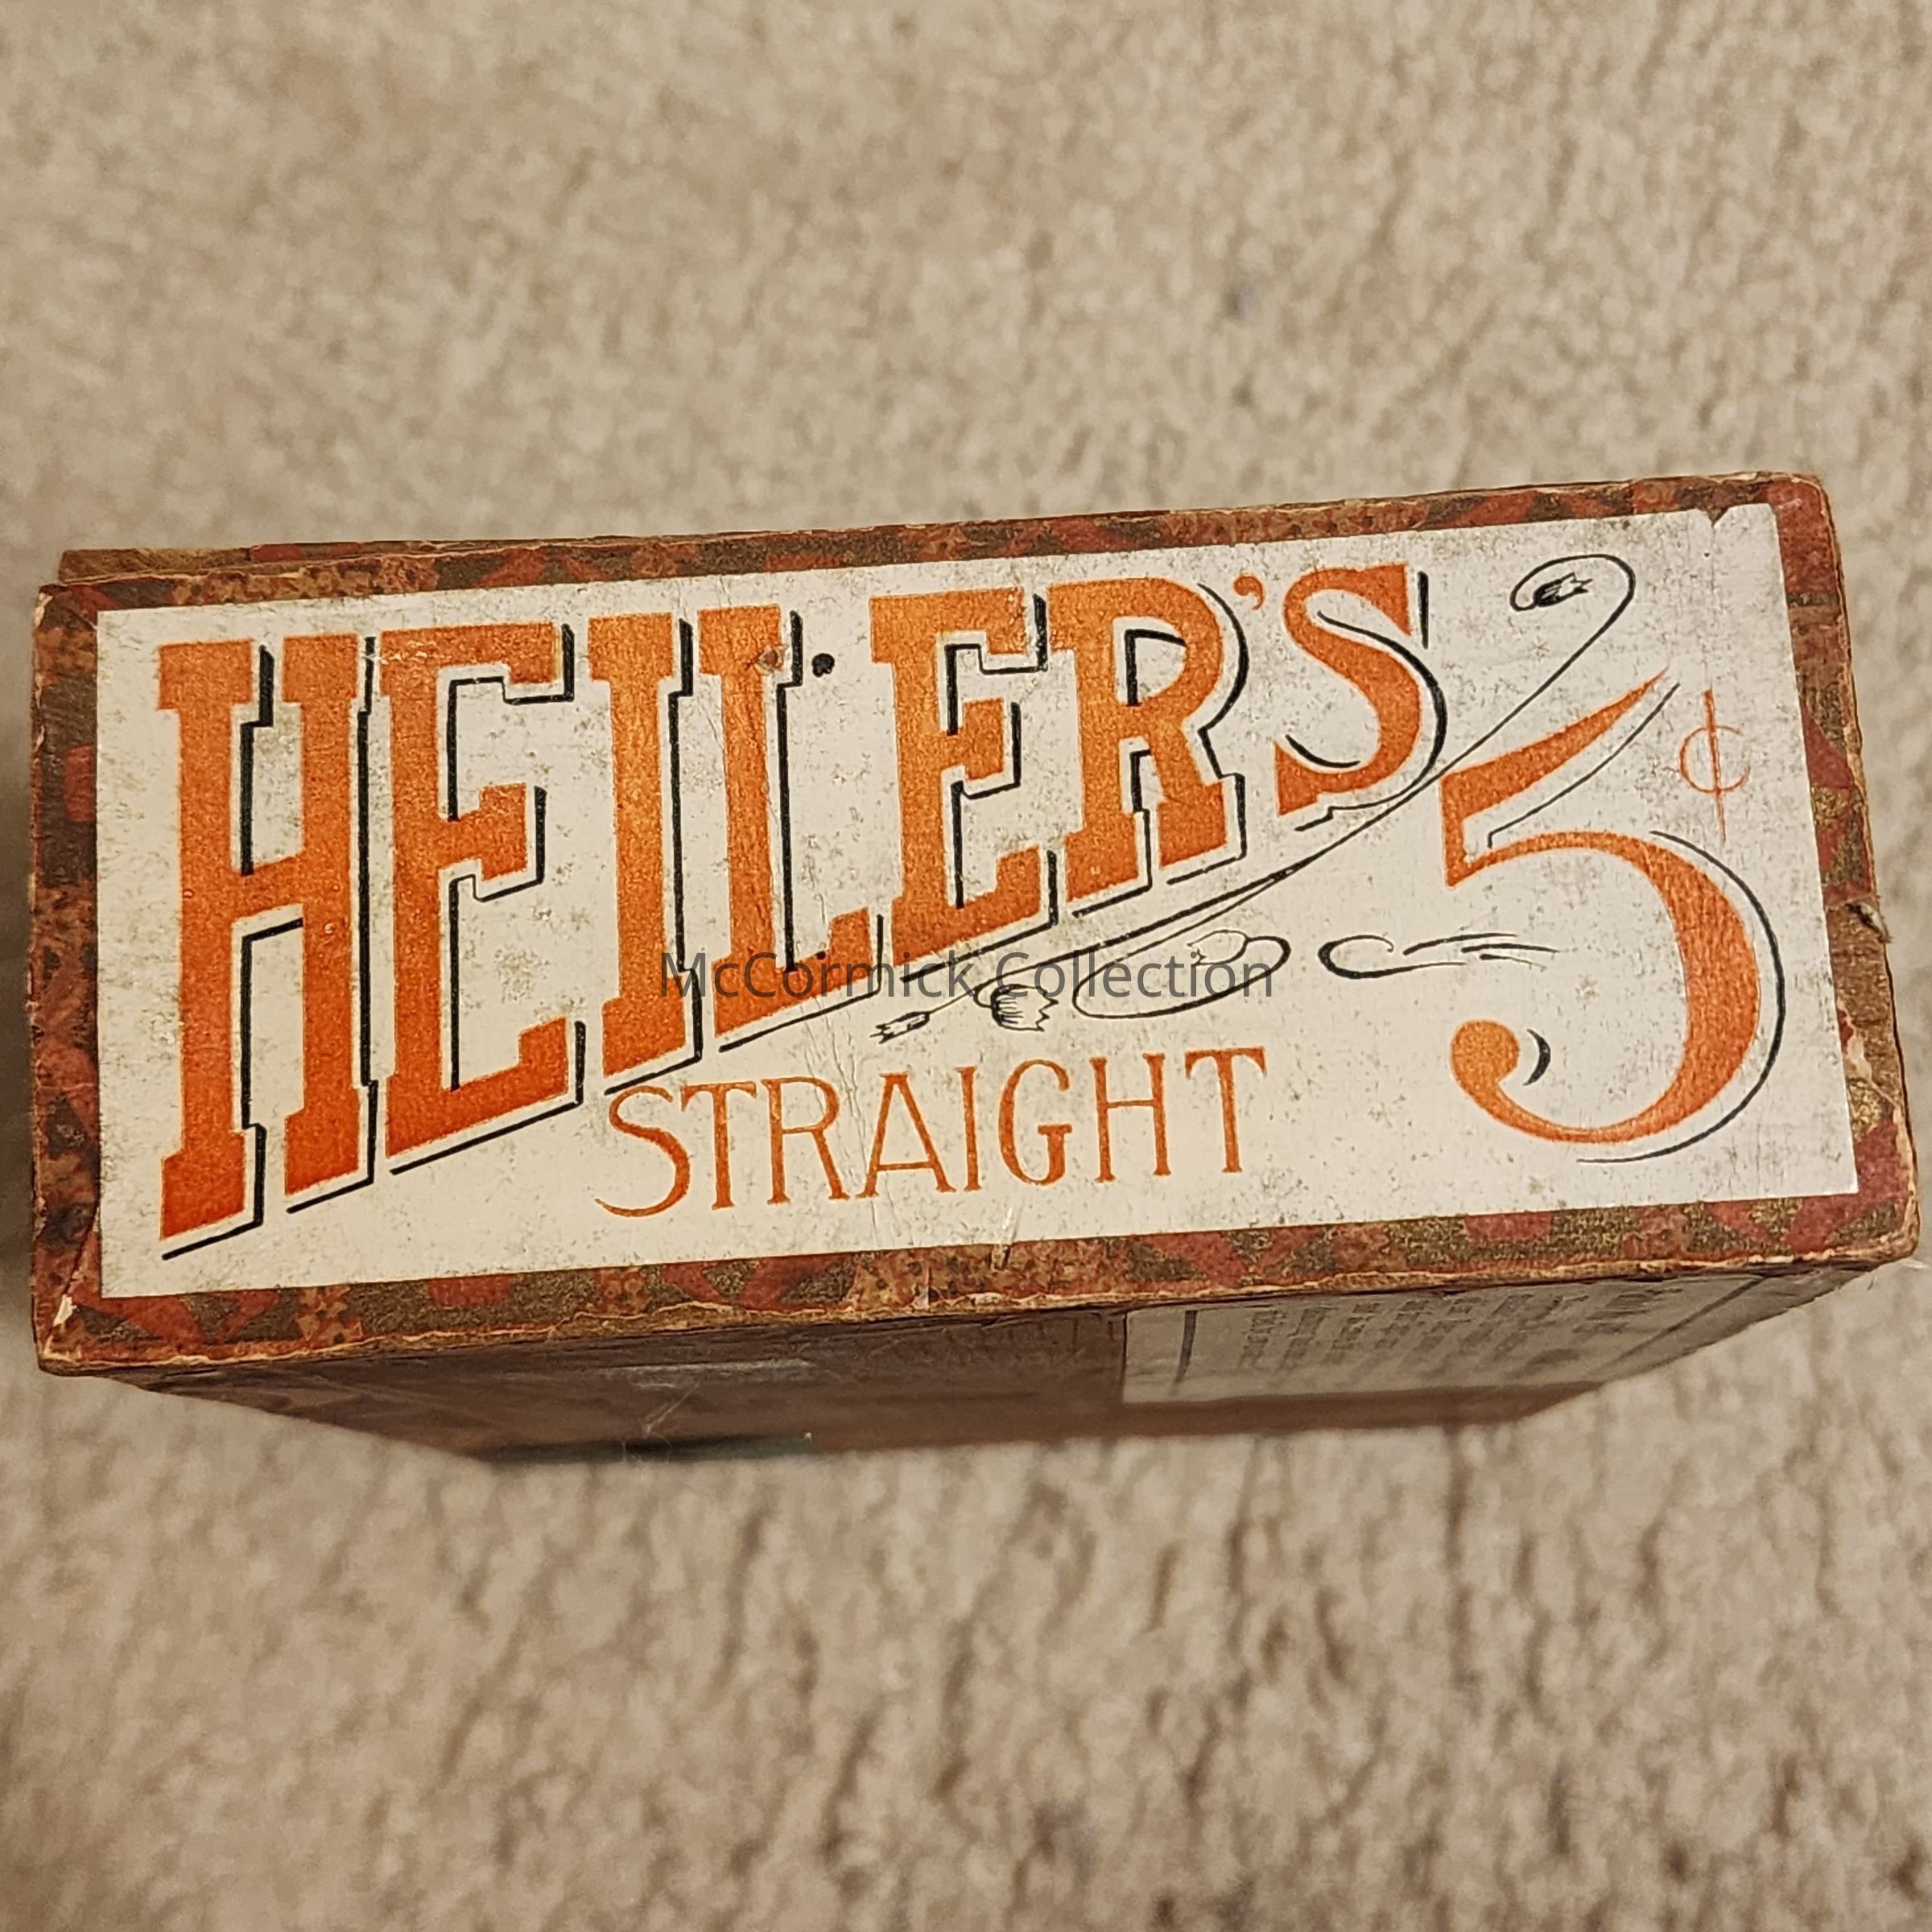 HEILER'S
5¢
McCormick Collection
STRAIGHT